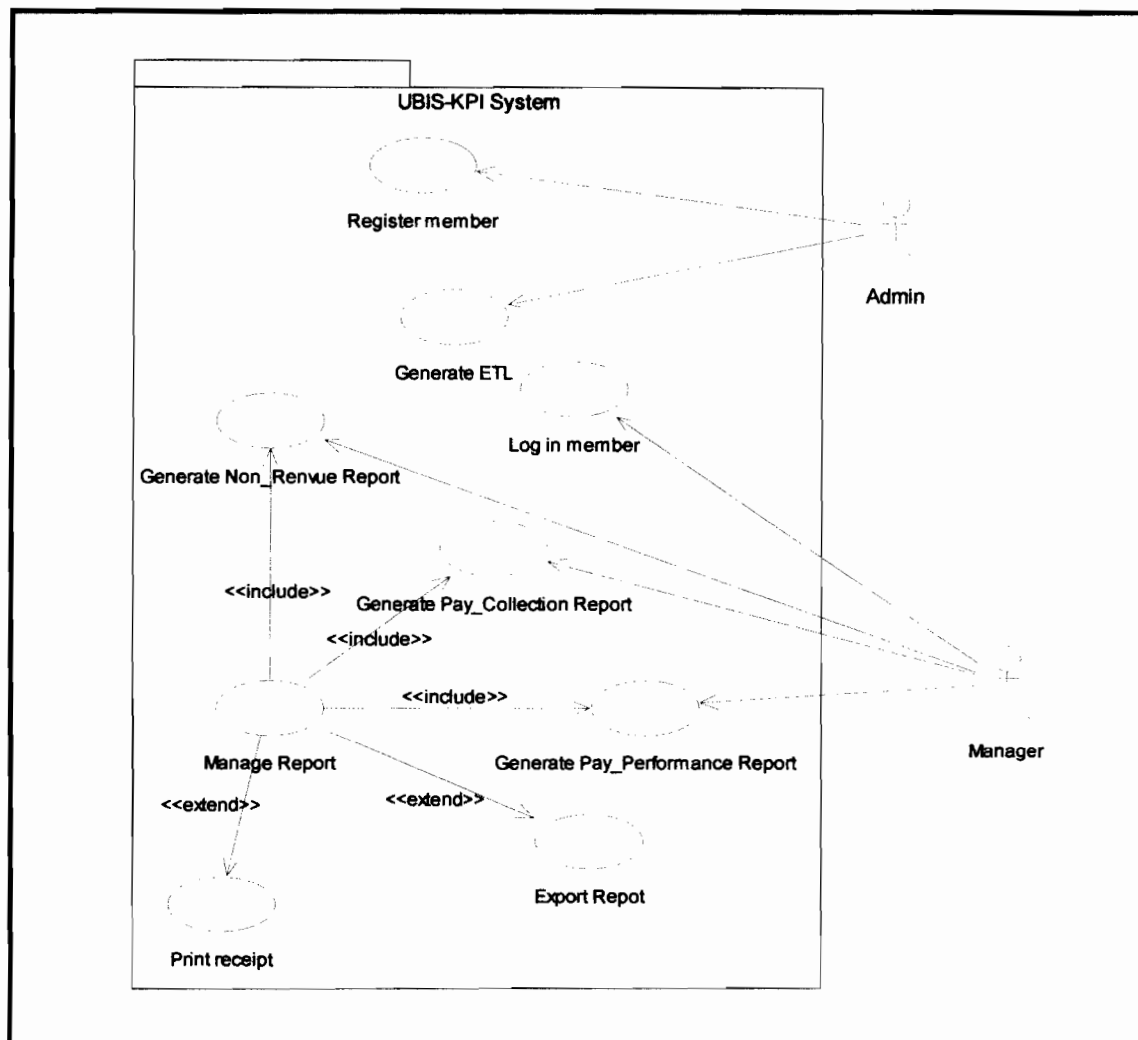 UBIS-KPI System
Register member
Admin
Generate ETL
Log in member
Generate Non_Renvue Report
<<include>>
Generate Pay_Collection Report
<<include>>
<<include>>
Manage Report
Generate Pay_Performance Report
Manager
<<extend>>
<<extend>>
Export Repot
Print receipt